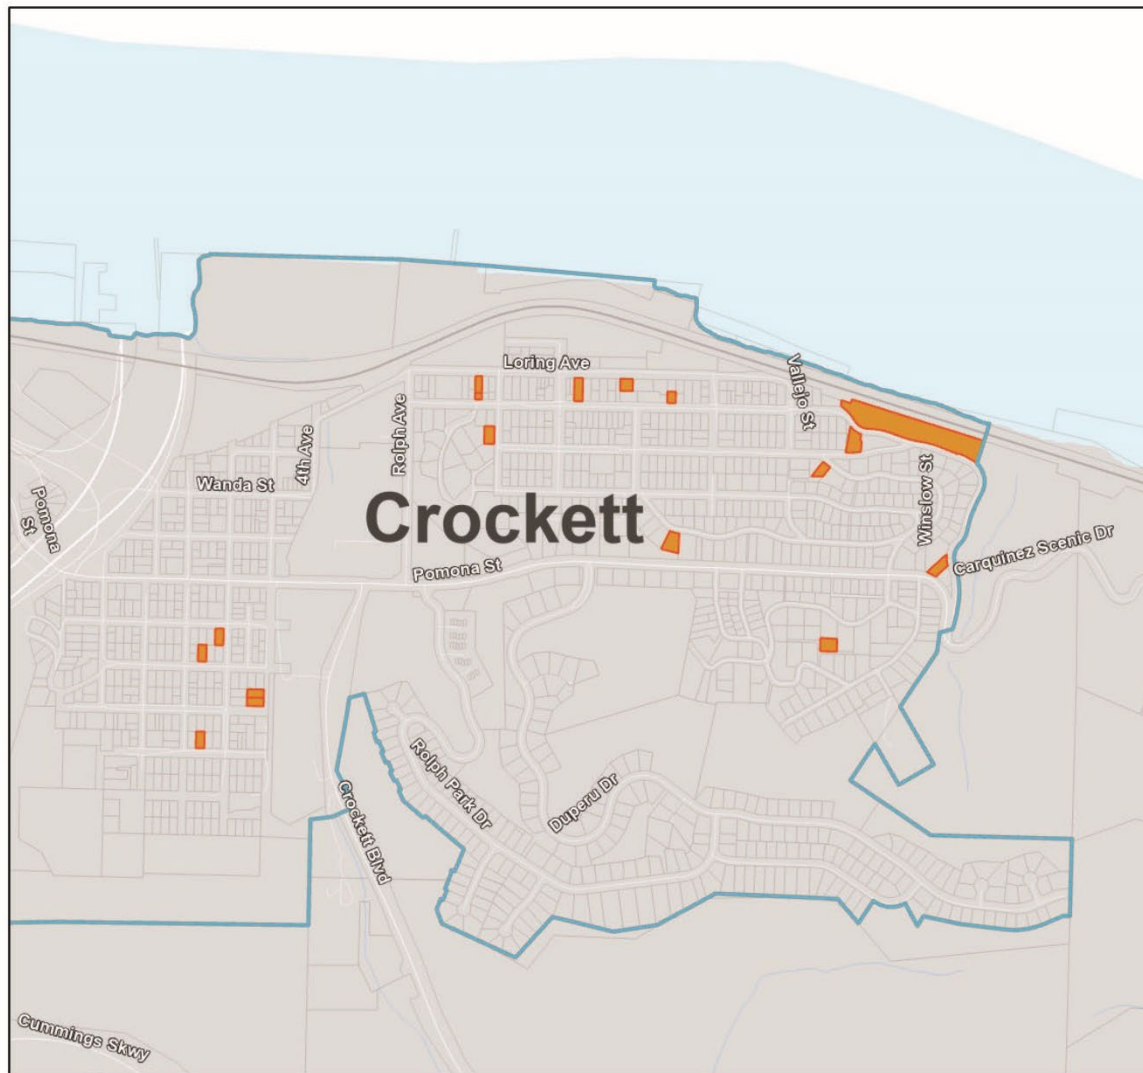 Loring Ave
Vallejo St
Rolph Ave
4th Ave
Wanda St
Pomona
St
Crockett
Winslow St
Carquinez Scenic Dr
Pomona St
Rolph Park Dr
Duperu Dr
Crockett Blvd
Cummings Skwy